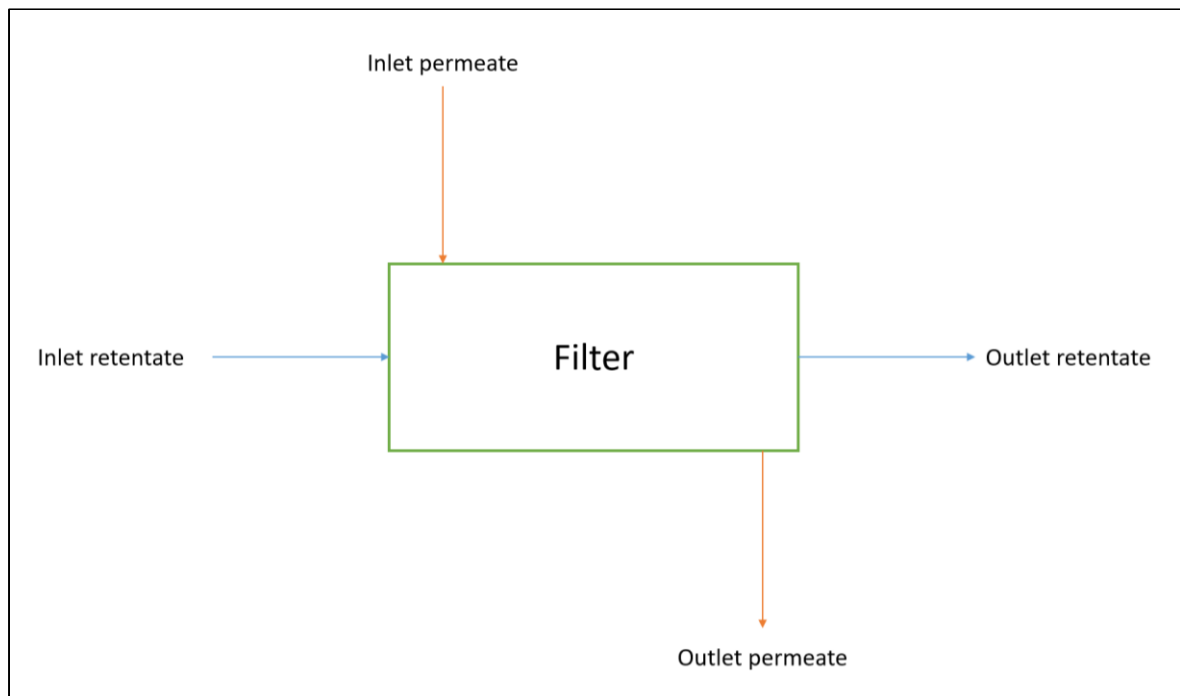 Inlet permeate
Inlet retentate
Filter
Outlet retentate
Outlet permeate